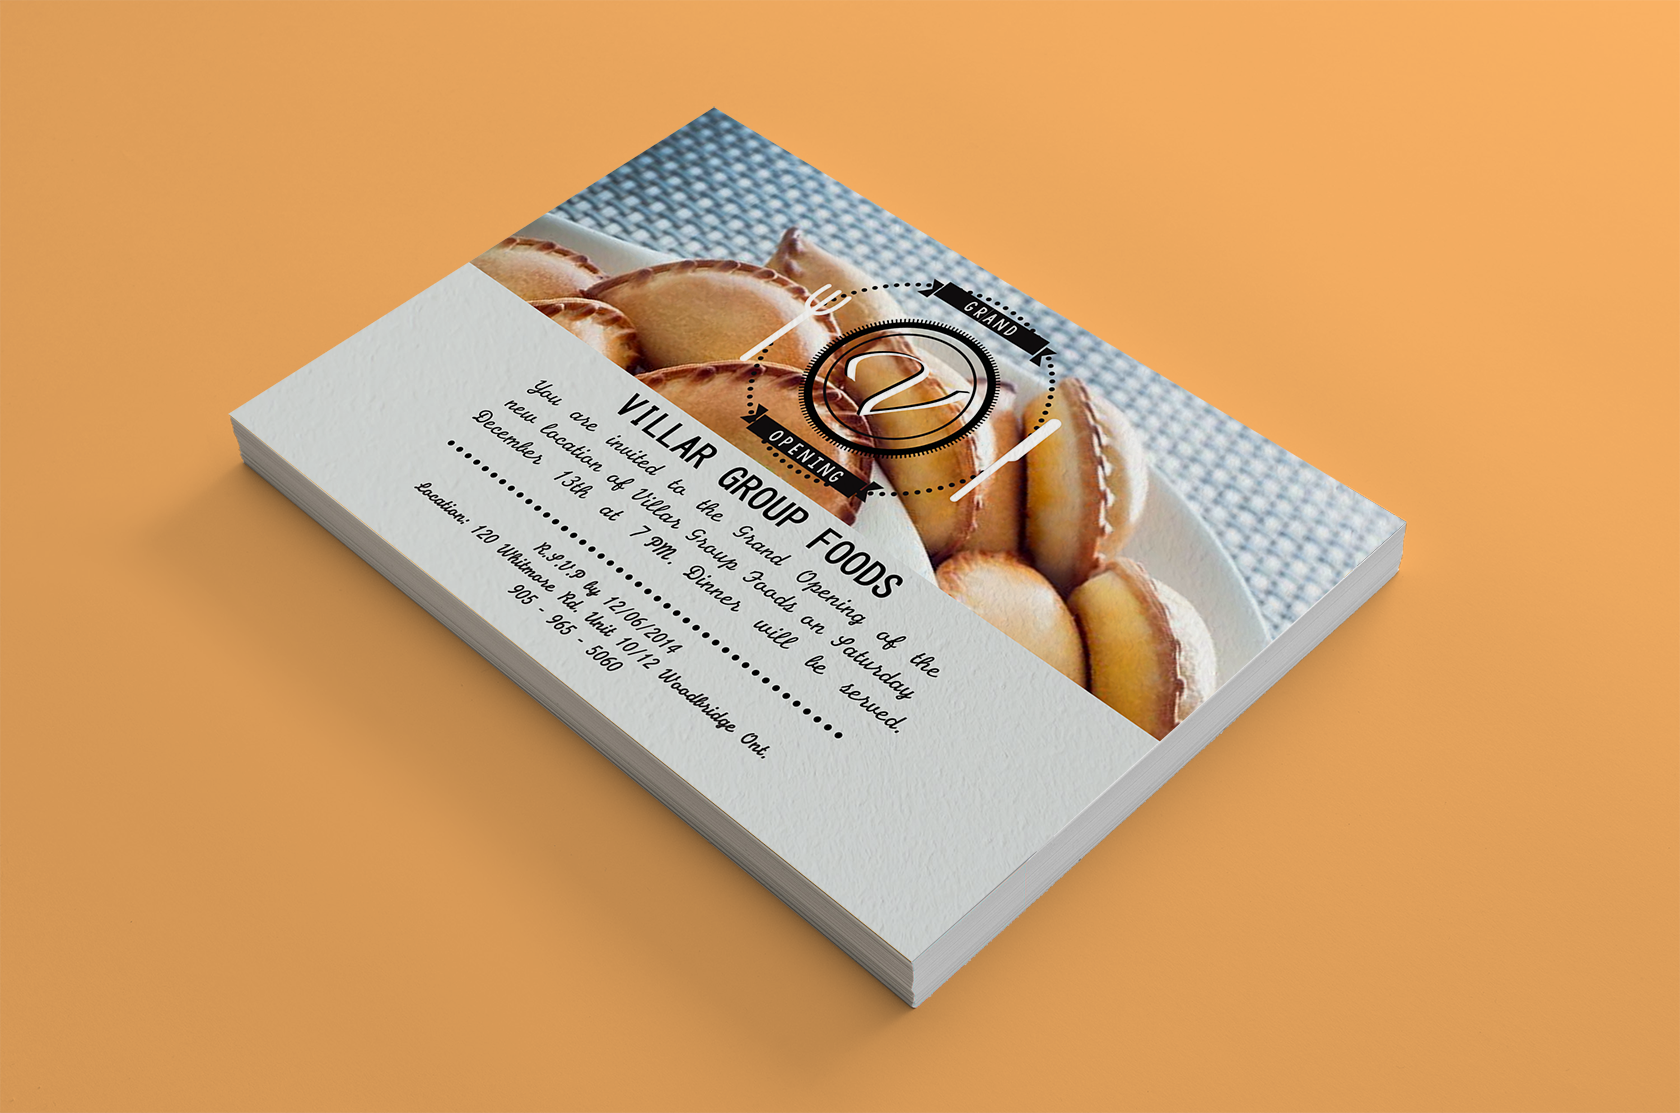 GRAND
V
OPENING
VILLAR GROUP FOODS
You are invited to the Grand Opening of the
new location of Villar Group Foods on Saturday
December 13th at 7 PM. Dinner will be served.
R.S.V.P by 12/06/2014
Location: 120 Whitmore Rd. Unit 10/12 Woodbridge Ont.
905 - 965 - 5060